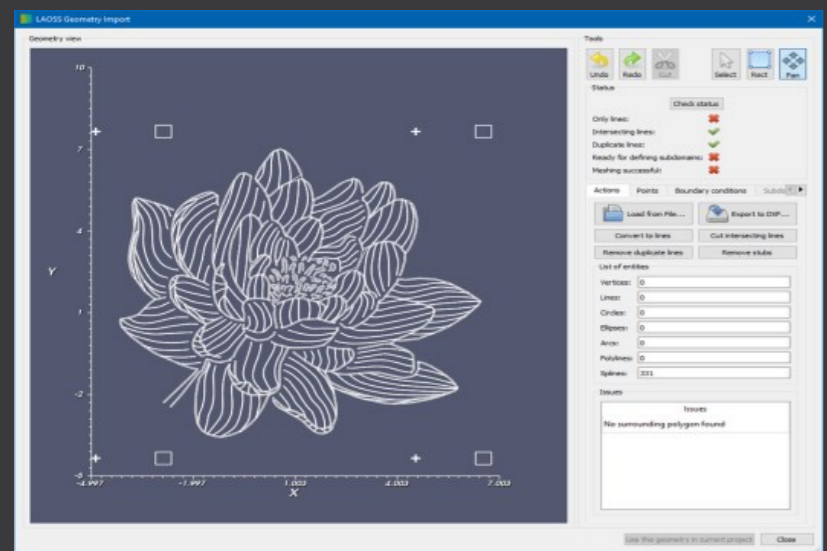 LAOSS Geometry Import
Geometry view
10
7
4
1
-2
-5
Y
-4.997
-1.997
1.003
4.003
7.003
X
Tools
Undo
Redo
Cut
Select
Rect
Pan
Status
Check status
Only lines:
Intersecting lines:
Duplicate lines:
Ready for defining subdomains:
Meshing successful:
Actions
Points
Boundary conditions
Load from File...
Export to DXF...
Convert to lines
Cut intersecting lines
Remove duplicate lines
Remove stubs
List of entities
Vertices: 0
Lines: 0
Circles: 0
Ellipses: 0
Arcs: 0
Polylines: 0
Splines: 331
Issues
Issues
No surrounding polygon found
Use this geometry in current project
Close